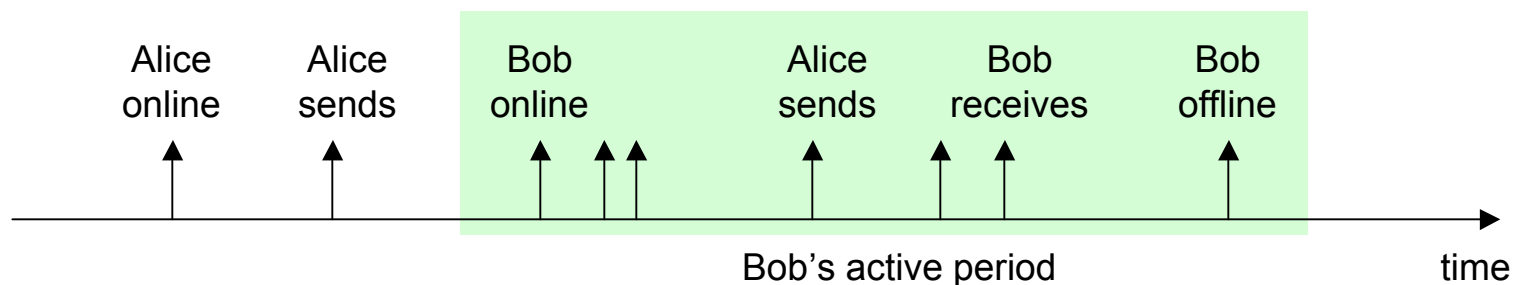 Alice
online
Alice
sends
Bob
online
Alice
sends
Bob
receives
Bob
offline
Bob’s active period
time